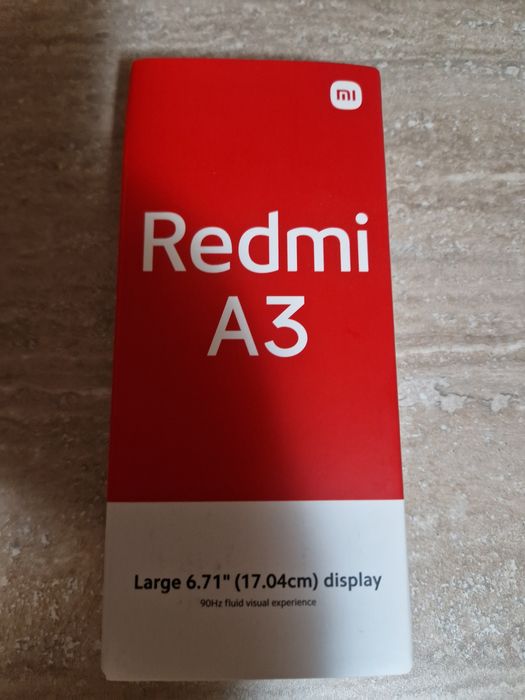 mi
Redmi
A3
Large 6.71" (17.04cm) display
90Hz fluid visual experience